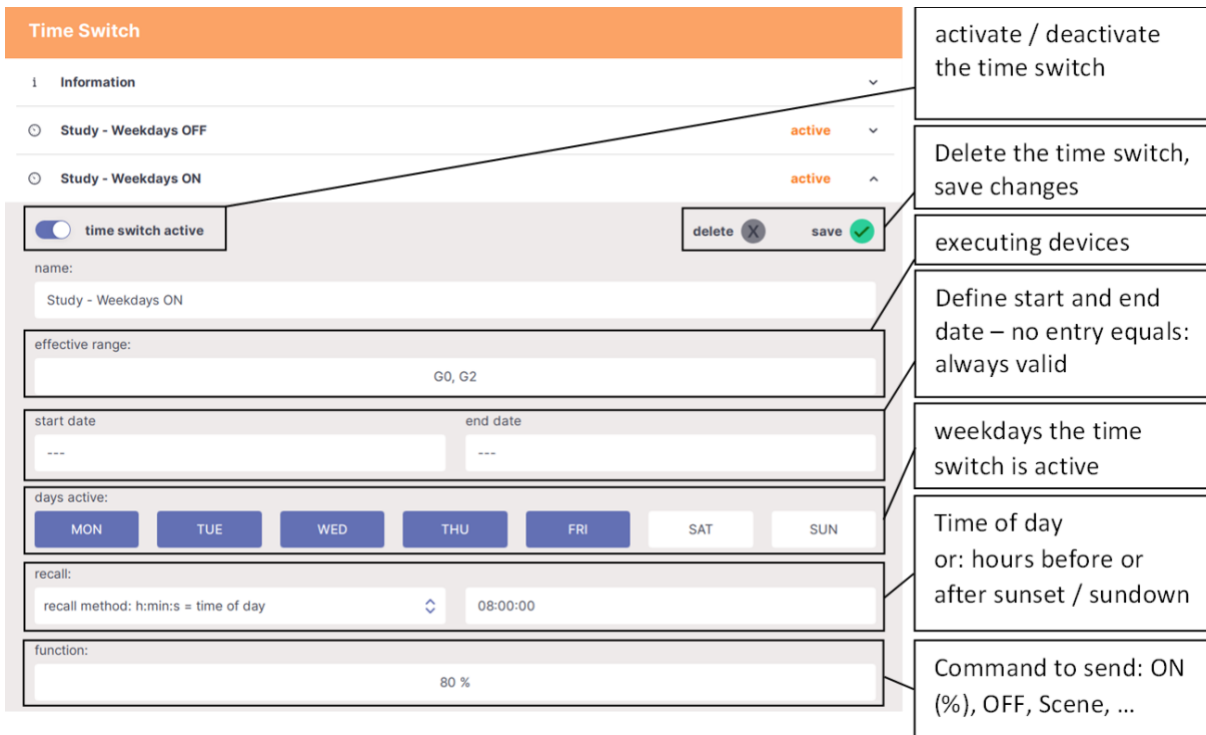 Time Switch
i Information
Study - Weekdays OFF active
Study - Weekdays ON active
time switch active delete X save
name:
Study - Weekdays ON
effective range:
G0, G2
start date end date
--- ---
days active:
MON TUE WED THU FRI SAT SUN
recall:
recall method: h:min:s = time of day 08:00:00
function:
80 %
activate / deactivate
the time switch
Delete the time switch,
save changes
executing devices
Define start and end
date – no entry equals:
always valid
weekdays the time
switch is active
Time of day
or: hours before or
after sunset / sundown
Command to send: ON
(%), OFF, Scene, ...